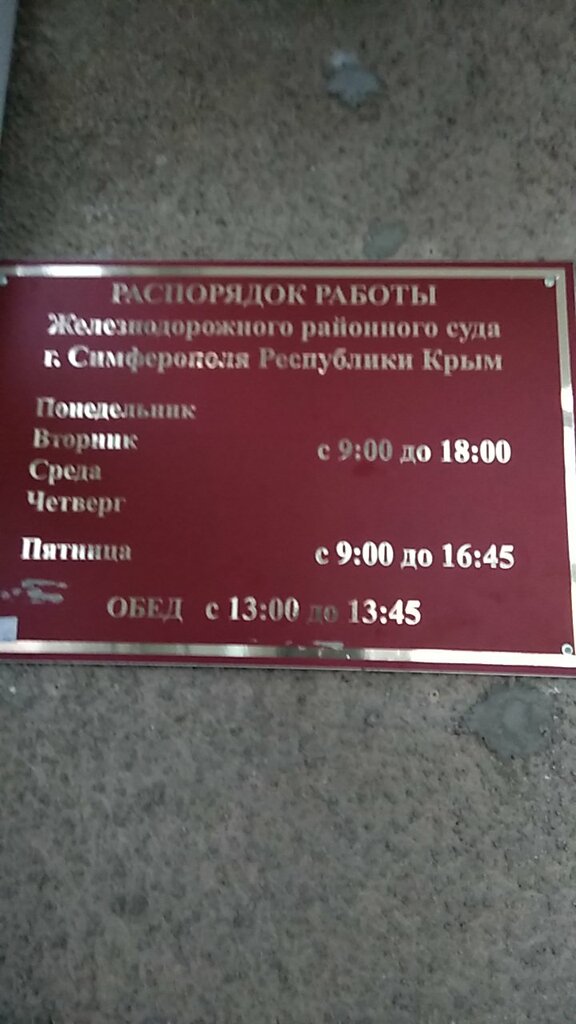 РАСПОРЯДОК РАБОТЫ
Железнодорожного районного суда
г. Симферополя Республики Крым
Понедельник
Вторник с 9:00 до 18:00
Среда
Четверг
Пятница с 9:00 до 16:45
ОБЕД с 13:00 до 13:45